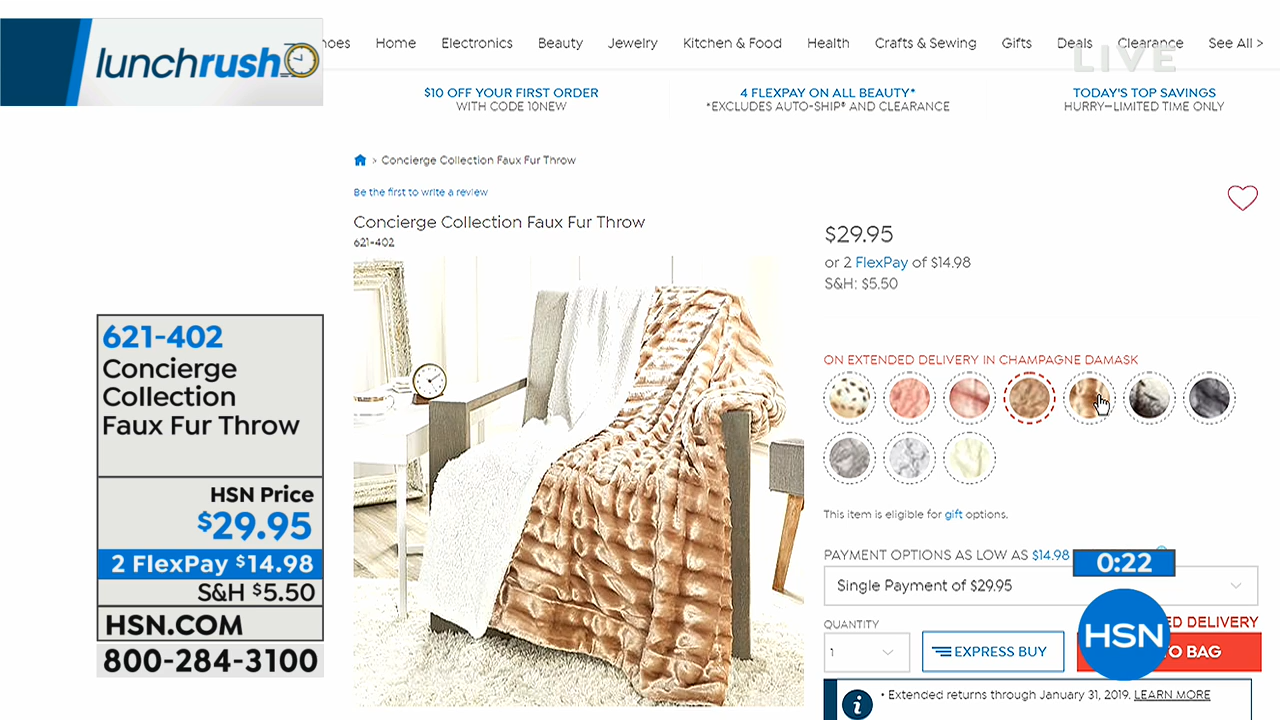 lunchrush
Home Electronics Beauty Jewelry Kitchen & Food Health Crafts & Sewing Gifts Deals Clearance See All >
LIVE
$10 OFF YOUR FIRST ORDER
WITH CODE 10NEW
4 FLEXPAY ON ALL BEAUTY*
*EXCLUDES AUTO-SHIP® AND CLEARANCE
TODAY'S TOP SAVINGS
HURRY—LIMITED TIME ONLY
> Concierge Collection Faux Fur Throw
Be the first to write a review
Concierge Collection Faux Fur Throw
621-402
$29.95
or 2 FlexPay of $14.98
S&H: $5.50
ON EXTENDED DELIVERY IN CHAMPAGNE DAMASK
This item is eligible for gift options.
PAYMENT OPTIONS AS LOW AS $14.98
Single Payment of $29.95
QUANTITY
1
EXPRESS BUY
ED DELIVERY
O BAG
• Extended returns through January 31, 2019. LEARN MORE
621-402
Concierge
Collection
Faux Fur Throw
HSN Price
$29.95
2 FlexPay $14.98
S&H $5.50
HSN.COM
800-284-3100
0:22
HSN